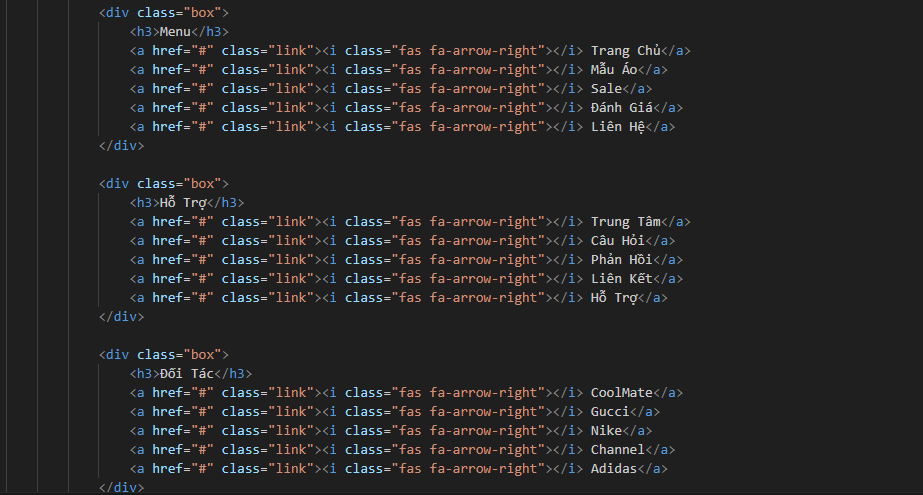 <div class="box">
<h3>Menu</h3>
<a href="#" class="link"><i class="fas fa-arrow-right"></i> Trang Chủ</a>
<a href="#" class="link"><i class="fas fa-arrow-right"></i> Mẫu Áo</a>
<a href="#" class="link"><i class="fas fa-arrow-right"></i> Sale</a>
<a href="#" class="link"><i class="fas fa-arrow-right"></i> Đánh Giá</a>
<a href="#" class="link"><i class="fas fa-arrow-right"></i> Liên Hệ</a>
</div>
<div class="box">
<h3>Hỗ Trợ</h3>
<a href="#" class="link"><i class="fas fa-arrow-right"></i> Trung Tâm</a>
<a href="#" class="link"><i class="fas fa-arrow-right"></i> Câu Hỏi</a>
<a href="#" class="link"><i class="fas fa-arrow-right"></i> Phản Hồi</a>
<a href="#" class="link"><i class="fas fa-arrow-right"></i> Liên Kết</a>
<a href="#" class="link"><i class="fas fa-arrow-right"></i> Hỗ Trợ</a>
</div>
<div class="box">
<h3>Đối Tác</h3>
<a href="#" class="link"><i class="fas fa-arrow-right"></i> CoolMate</a>
<a href="#" class="link"><i class="fas fa-arrow-right"></i> Gucci</a>
<a href="#" class="link"><i class="fas fa-arrow-right"></i> Nike</a>
<a href="#" class="link"><i class="fas fa-arrow-right"></i> Channel</a>
<a href="#" class="link"><i class="fas fa-arrow-right"></i> Adidas</a>
</div>